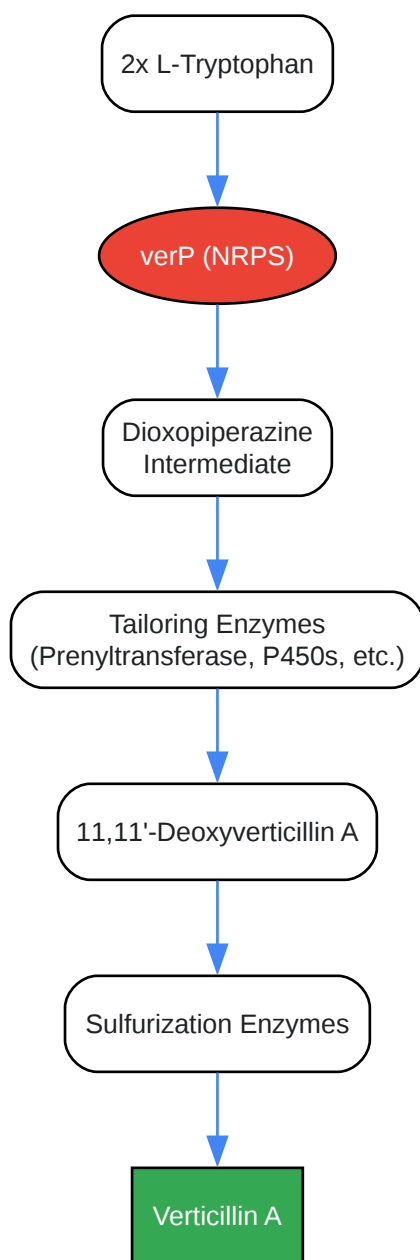 2x L-Tryptophan
verP (NRPS)
Dioxopiperazine
Intermediate
Tailoring Enzymes
(Prenyltransferase, P450s, etc.)
11,11'-Deoxyverticillin A
Sulfurization Enzymes
Verticillin A